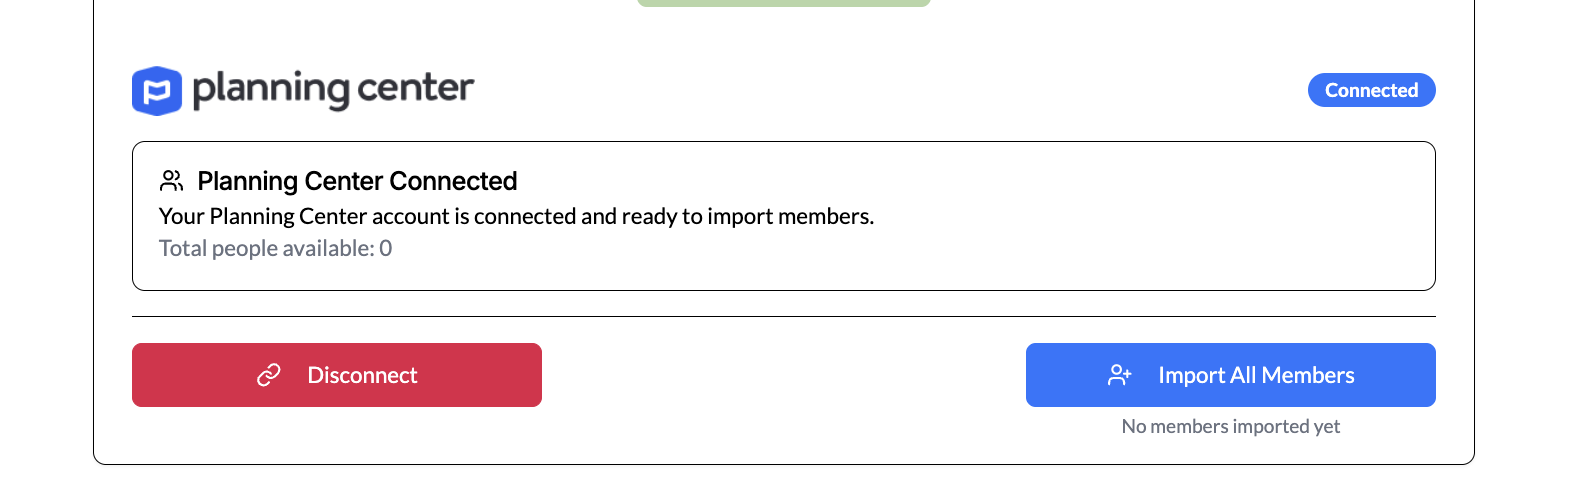 planning center
Connected
Planning Center Connected
Your Planning Center account is connected and ready to import members.
Total people available: 0
Disconnect
Import All Members
No members imported yet